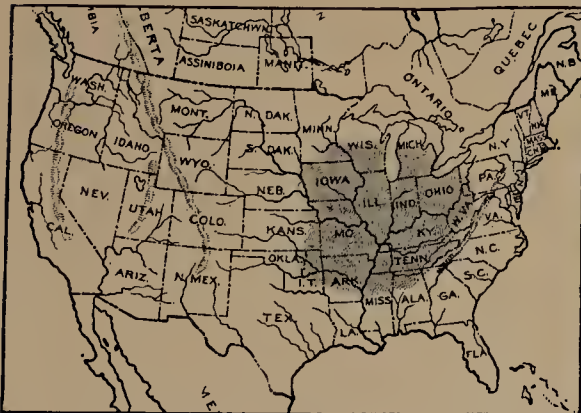 BIA
ALBERTA
SASKATCHWN.
ASSINIBOIA
MANIT.
ONTARIO
QUEBEC
N.B.
WASH.
MONT.
N. DAK.
MINN.
WIS.
MICH.
N.Y.
VT.
N.H.
ME.
MASS.
OREGON
IDAHO
WYO.
S. DAK.
IOWA
PA.
NEV.
UTAH
COLO.
NEB.
ILL.
IND.
OHIO
W.VA.
VA.
CAL.
KANS.
MO.
KY.
N.C.
ARIZ.
N. MEX.
OKLA.
I.T.
ARK.
TENN.
S.C.
TEX.
LA.
MISS.
ALA.
GA.
FLA.